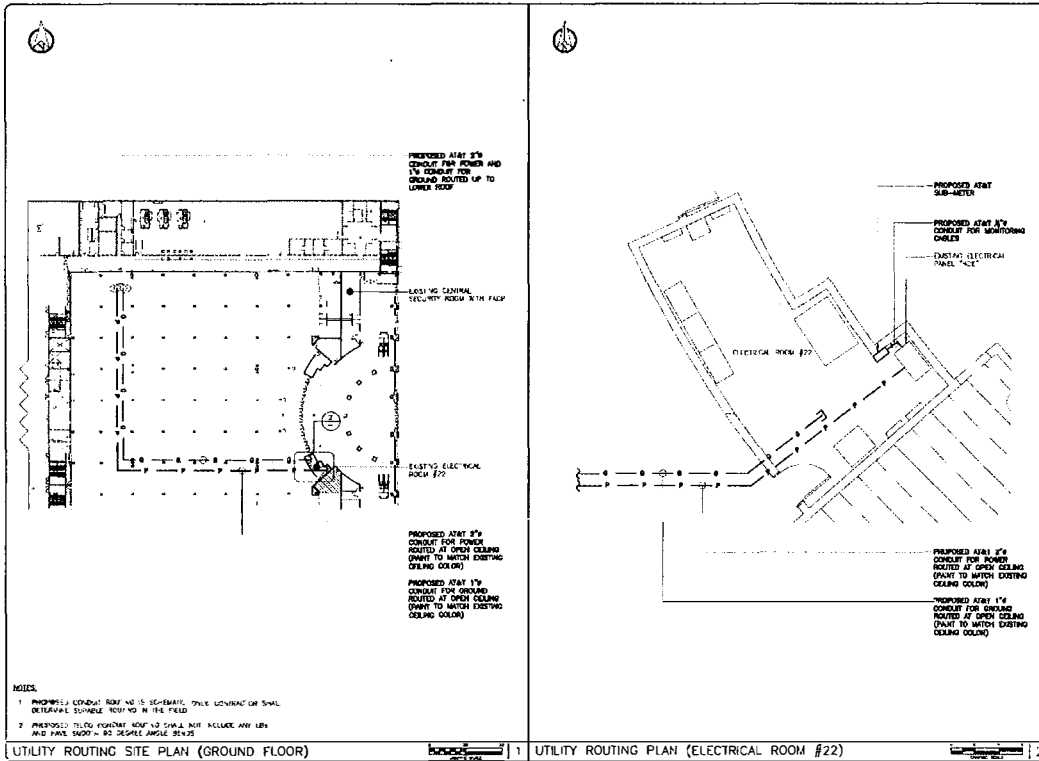 PROPOSED AT&T 2"ø
CONDUIT FOR POWER AND
1"ø CONDUIT FOR
GROUND ROUTED UP TO
LOWER ROOF
EXISTING CENTRAL
SECURITY ROOM WITH FACP
2
EXISTING ELECTRICAL
ROOM #22
PROPOSED AT&T 2"ø
CONDUIT FOR POWER
ROUTED AT OPEN CEILING
(PAINT TO MATCH EXISTING
CEILING COLOR)
PROPOSED AT&T 1"ø
CONDUIT FOR GROUND
ROUTED AT OPEN CEILING
(PAINT TO MATCH EXISTING
CEILING COLOR)
NOTES:
1 PROPOSED CONDUIT ROUTING IS SCHEMATIC ONLY CONTRACTOR SHALL
DETERMINE SUITABLE ROUTING IN THE FIELD
2 PROPOSED TELCO CONDUIT ROUTING SHALL NOT INCLUDE ANY LBs
AND HAVE SMOOTH 90 DEGREE ANGLE BENDS
UTILITY ROUTING SITE PLAN (GROUND FLOOR) 1
PROPOSED AT&T
SUB-METER
PROPOSED AT&T
CONDUIT FOR MONITORING
CABLES
EXISTING ELECTRICAL
PANEL
ELECTRICAL ROOM #22
PROPOSED AT&T 2"ø
CONDUIT FOR POWER
ROUTED AT OPEN CEILING
(PAINT TO MATCH EXISTING
CEILING COLOR)
PROPOSED AT&T 1"ø
CONDUIT FOR GROUND
ROUTED AT OPEN CEILING
(PAINT TO MATCH EXISTING
CEILING COLOR)
UTILITY ROUTING PLAN (ELECTRICAL ROOM #22) 2